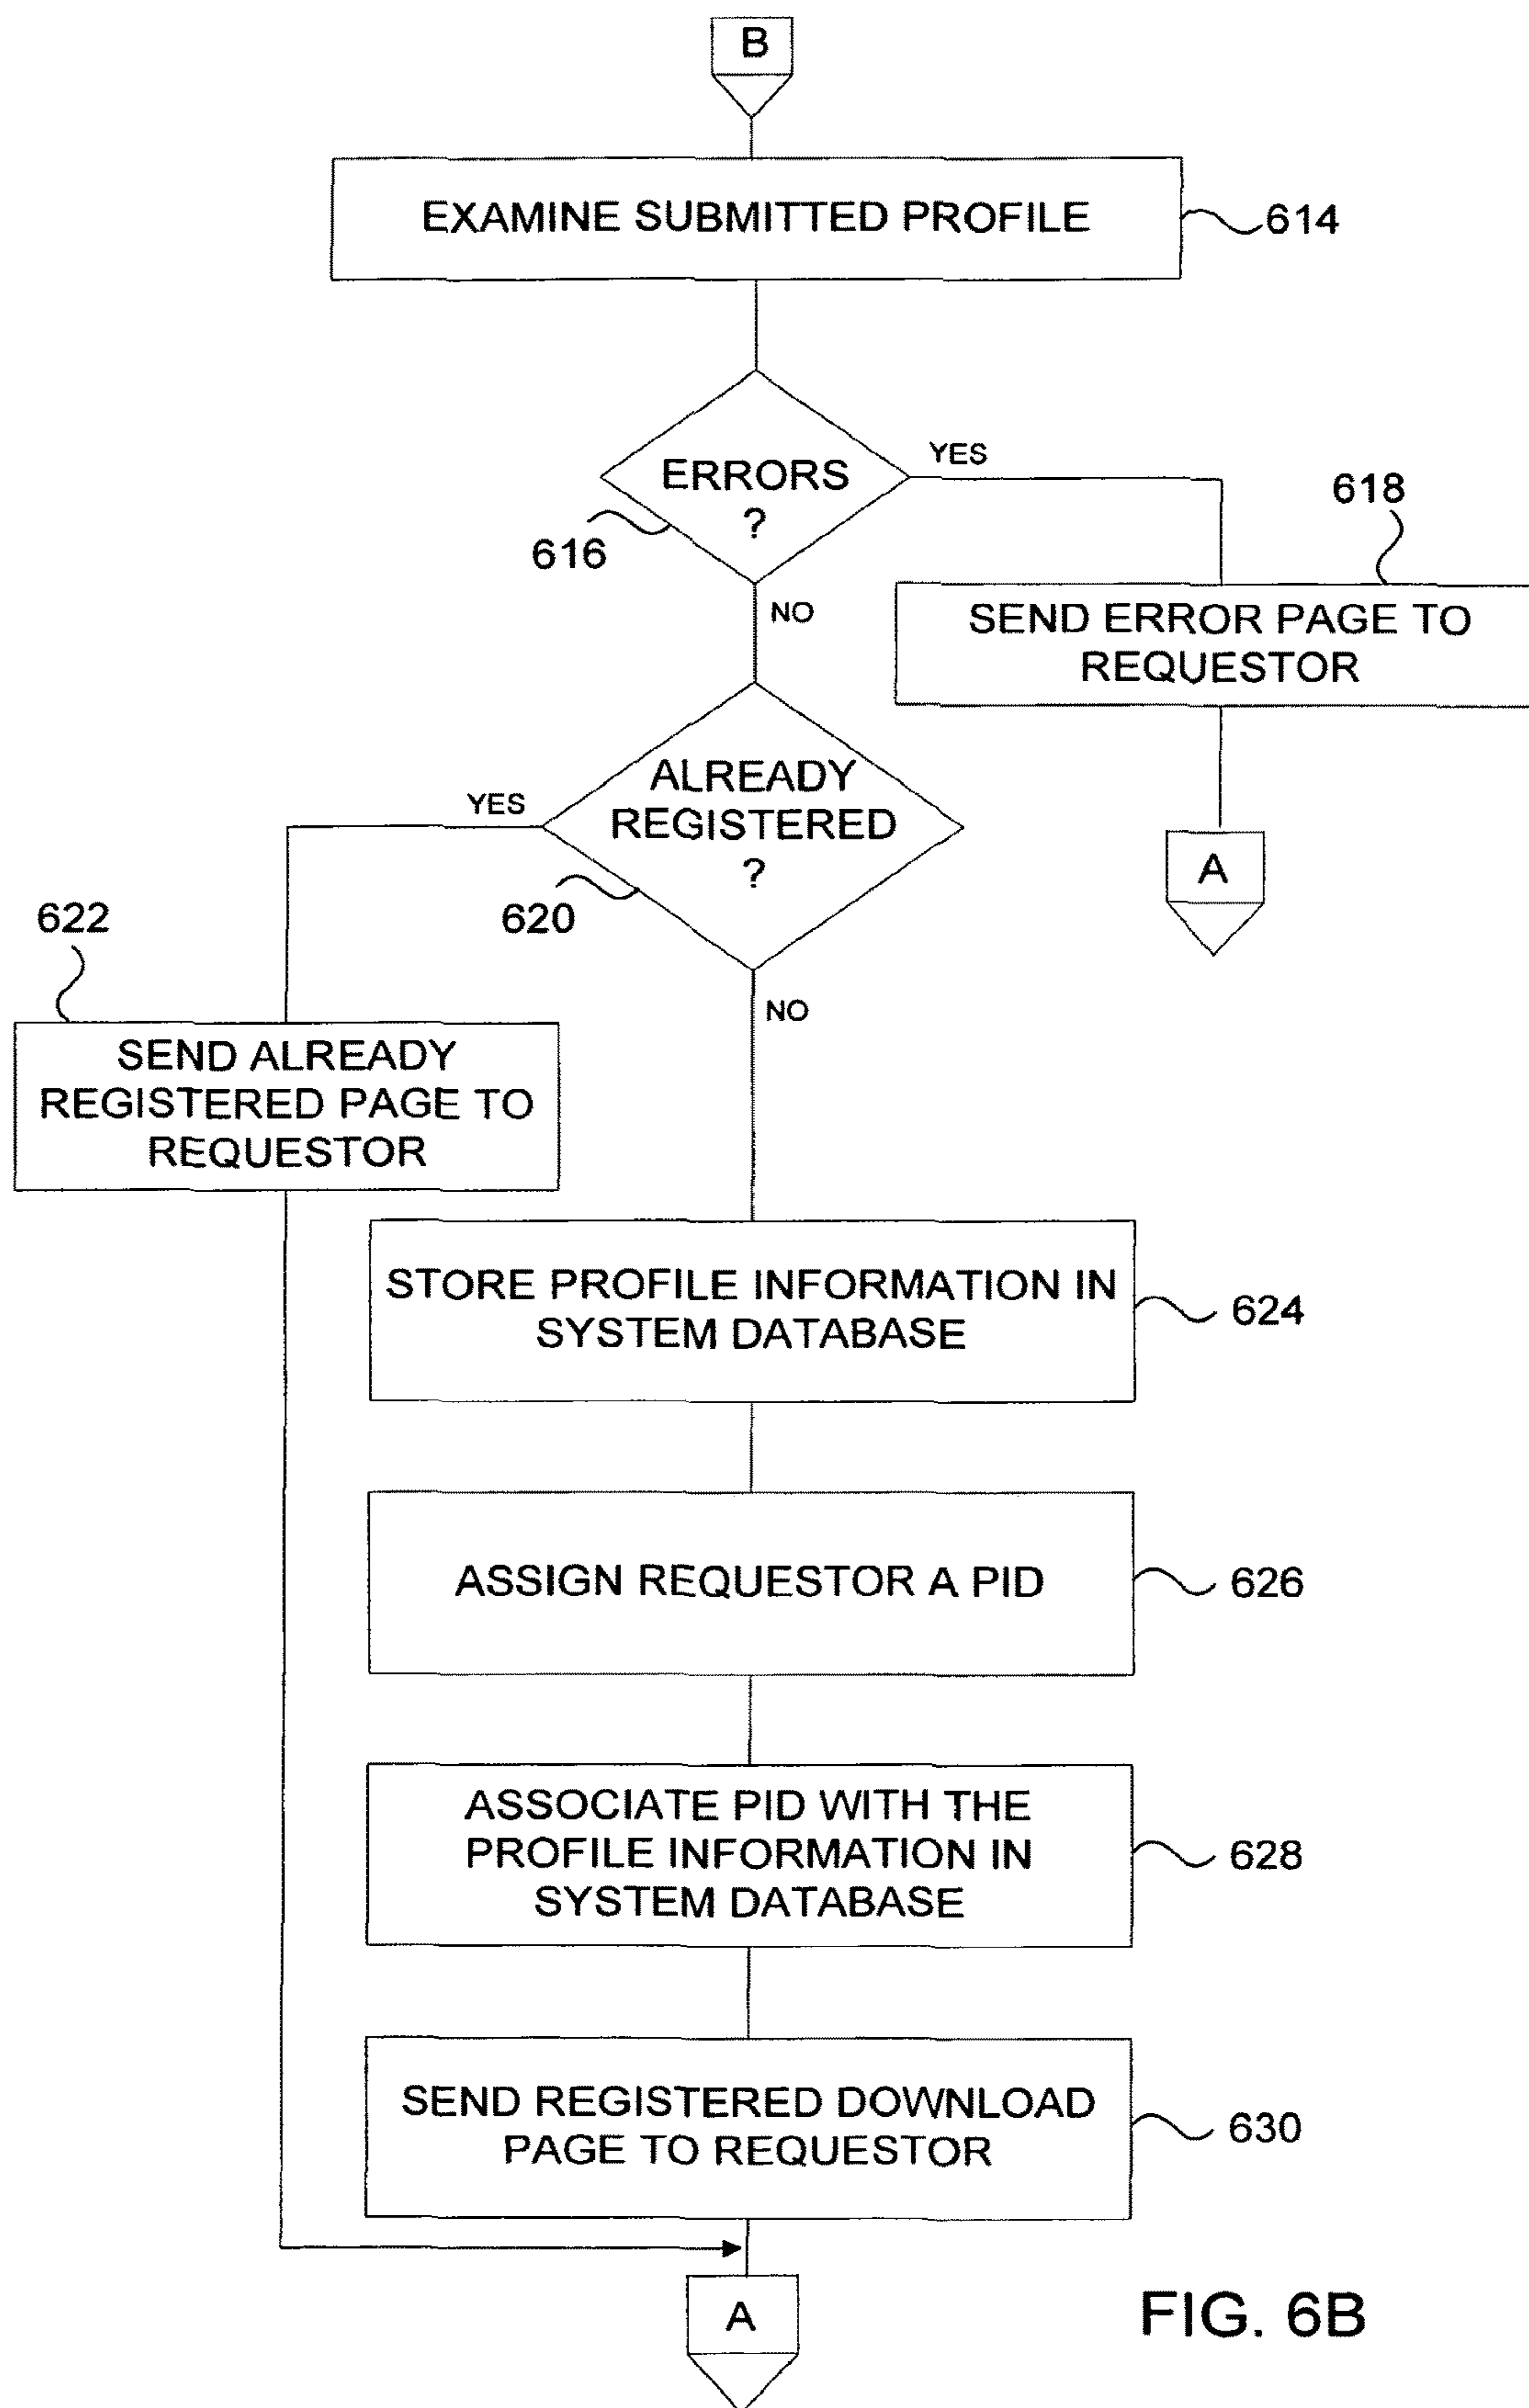 B
EXAMINE SUBMITTED PROFILE
614
ERRORS
?
YES
616
618
NO
SEND ERROR PAGE TO
REQUESTOR
ALREADY
REGISTERED
?
YES
620
A
622
NO
SEND ALREADY
REGISTERED PAGE TO
REQUESTOR
STORE PROFILE INFORMATION IN
SYSTEM DATABASE
624
ASSIGN REQUESTOR A PID
626
ASSOCIATE PID WITH THE
PROFILE INFORMATION IN
SYSTEM DATABASE
628
SEND REGISTERED DOWNLOAD
PAGE TO REQUESTOR
630
A
FIG. 6B